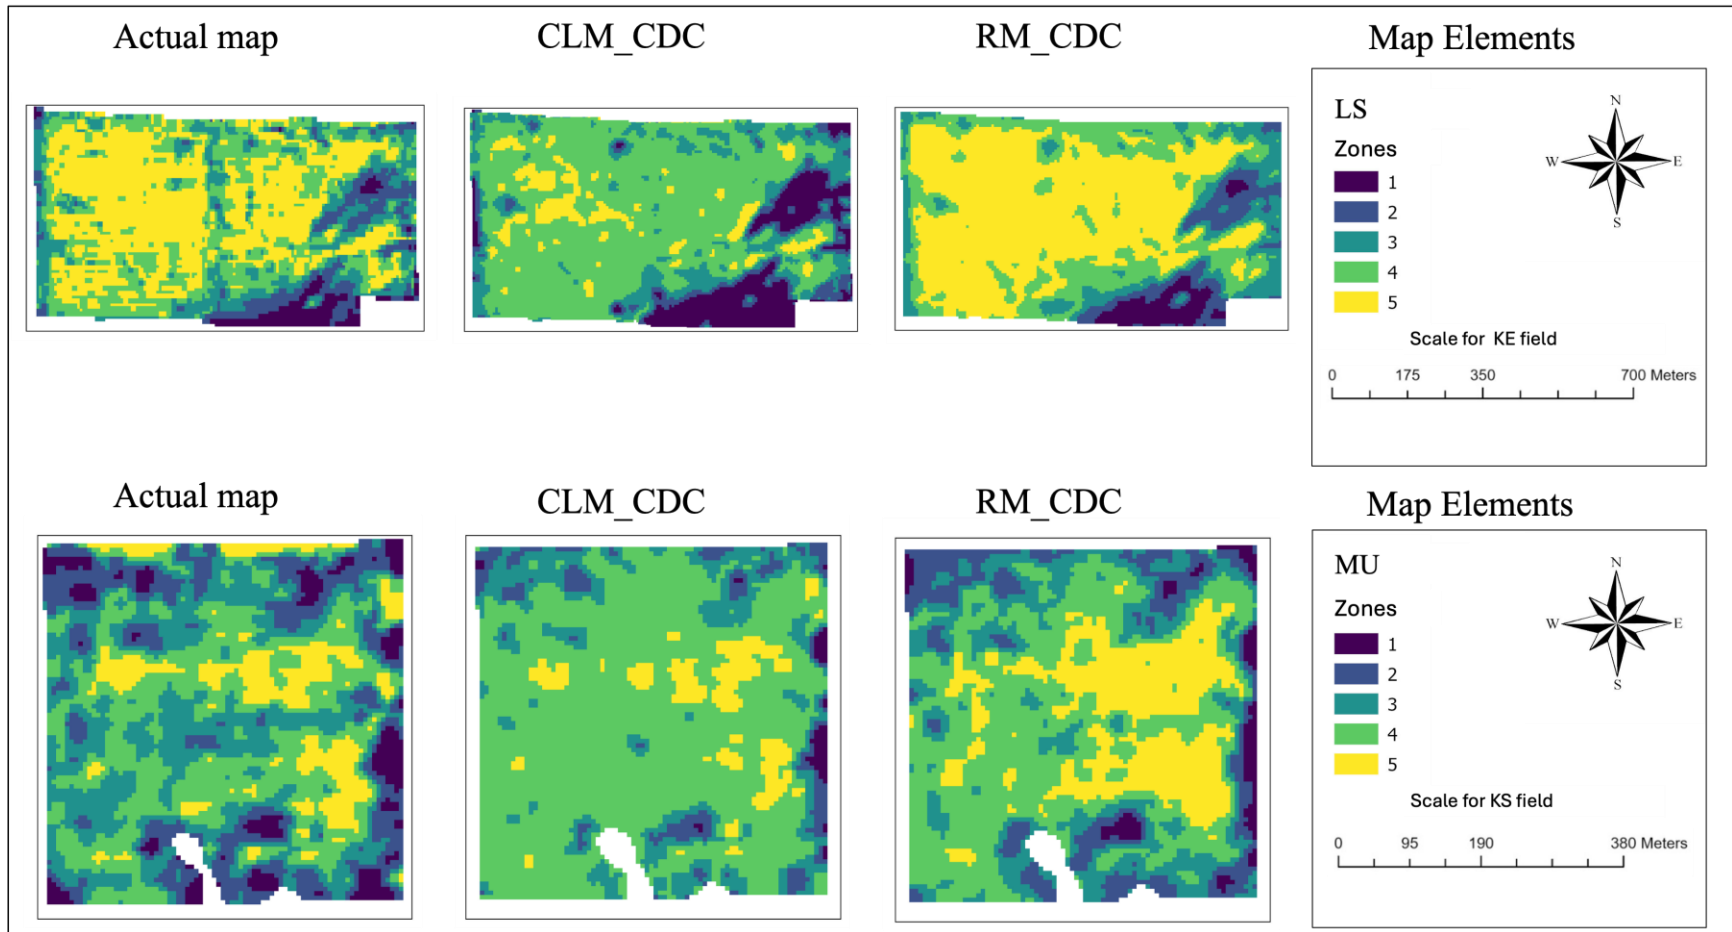 Actual map CLM_CDC RM_CDC Map Elements
LS
Zones
1
2
3
4
5
N
W E
S
Scale for KE field
0 175 350 700 Meters
Actual map CLM_CDC RM_CDC Map Elements
MU
Zones
1
2
3
4
5
N
W E
S
Scale for KS field
0 95 190 380 Meters